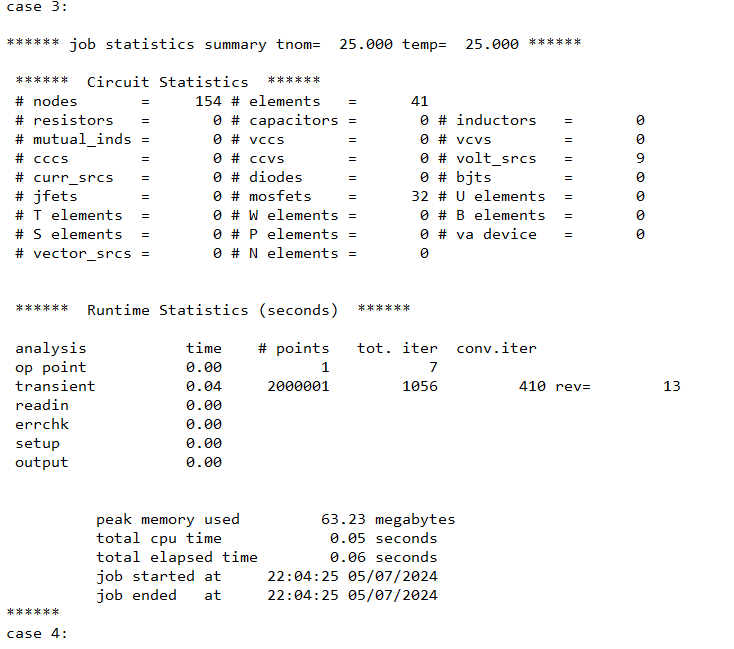 case 3:
****** job statistics summary tnom=  25.000 temp=  25.000 ******
 ******  Circuit Statistics  ******
 # nodes       =     154 # elements   =      41
 # resistors   =       0 # capacitors =       0 # inductors   =       0
 # mutual_inds =       0 # vccs       =       0 # vcvs        =       0
 # cccs        =       0 # ccvs       =       0 # volt_srcs   =       9
 # curr_srcs   =       0 # diodes     =       0 # bjts        =       0
 # jfets       =       0 # mosfets    =      32 # U elements  =       0
 # T elements  =       0 # W elements =       0 # B elements  =       0
 # S elements  =       0 # P elements =       0 # va device   =       0
 # vector_srcs =       0 # N elements =       0
 ******  Runtime Statistics (seconds)  ******
 analysis           time    # points   tot. iter  conv.iter
 op point           0.00           1           7
 transient          0.04     2000001        1056         410 rev=        13
 readin             0.00
 errchk             0.00
 setup              0.00
 output             0.00
          peak memory used         63.23 megabytes
          total cpu time            0.05 seconds
          total elapsed time        0.06 seconds
          job started at     22:04:25 05/07/2024
          job ended   at     22:04:25 05/07/2024
******
case 4: